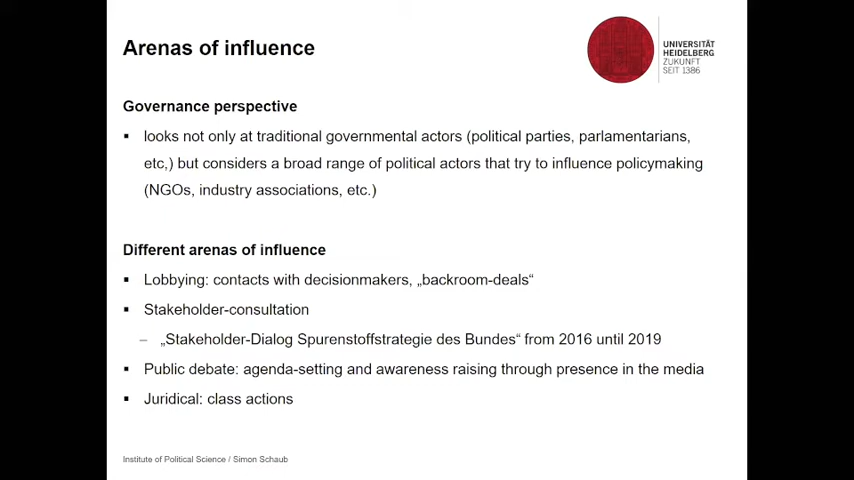 Arenas of influence
UNIVERSITÄT
HEIDELBERG
ZUKUNFT
SEIT 1386
Governance perspective
▪ looks not only at traditional governmental actors (political parties, parlamentarians,
etc,) but considers a broad range of political actors that try to influence policymaking
(NGOs, industry associations, etc.)
Different arenas of influence
▪ Lobbying: contacts with decisionmakers, „backroom-deals“
▪ Stakeholder-consultation
– „Stakeholder-Dialog Spurenstoffstrategie des Bundes“ from 2016 until 2019
▪ Public debate: agenda-setting and awareness raising through presence in the media
▪ Juridical: class actions
Institute of Political Science / Simon Schaub